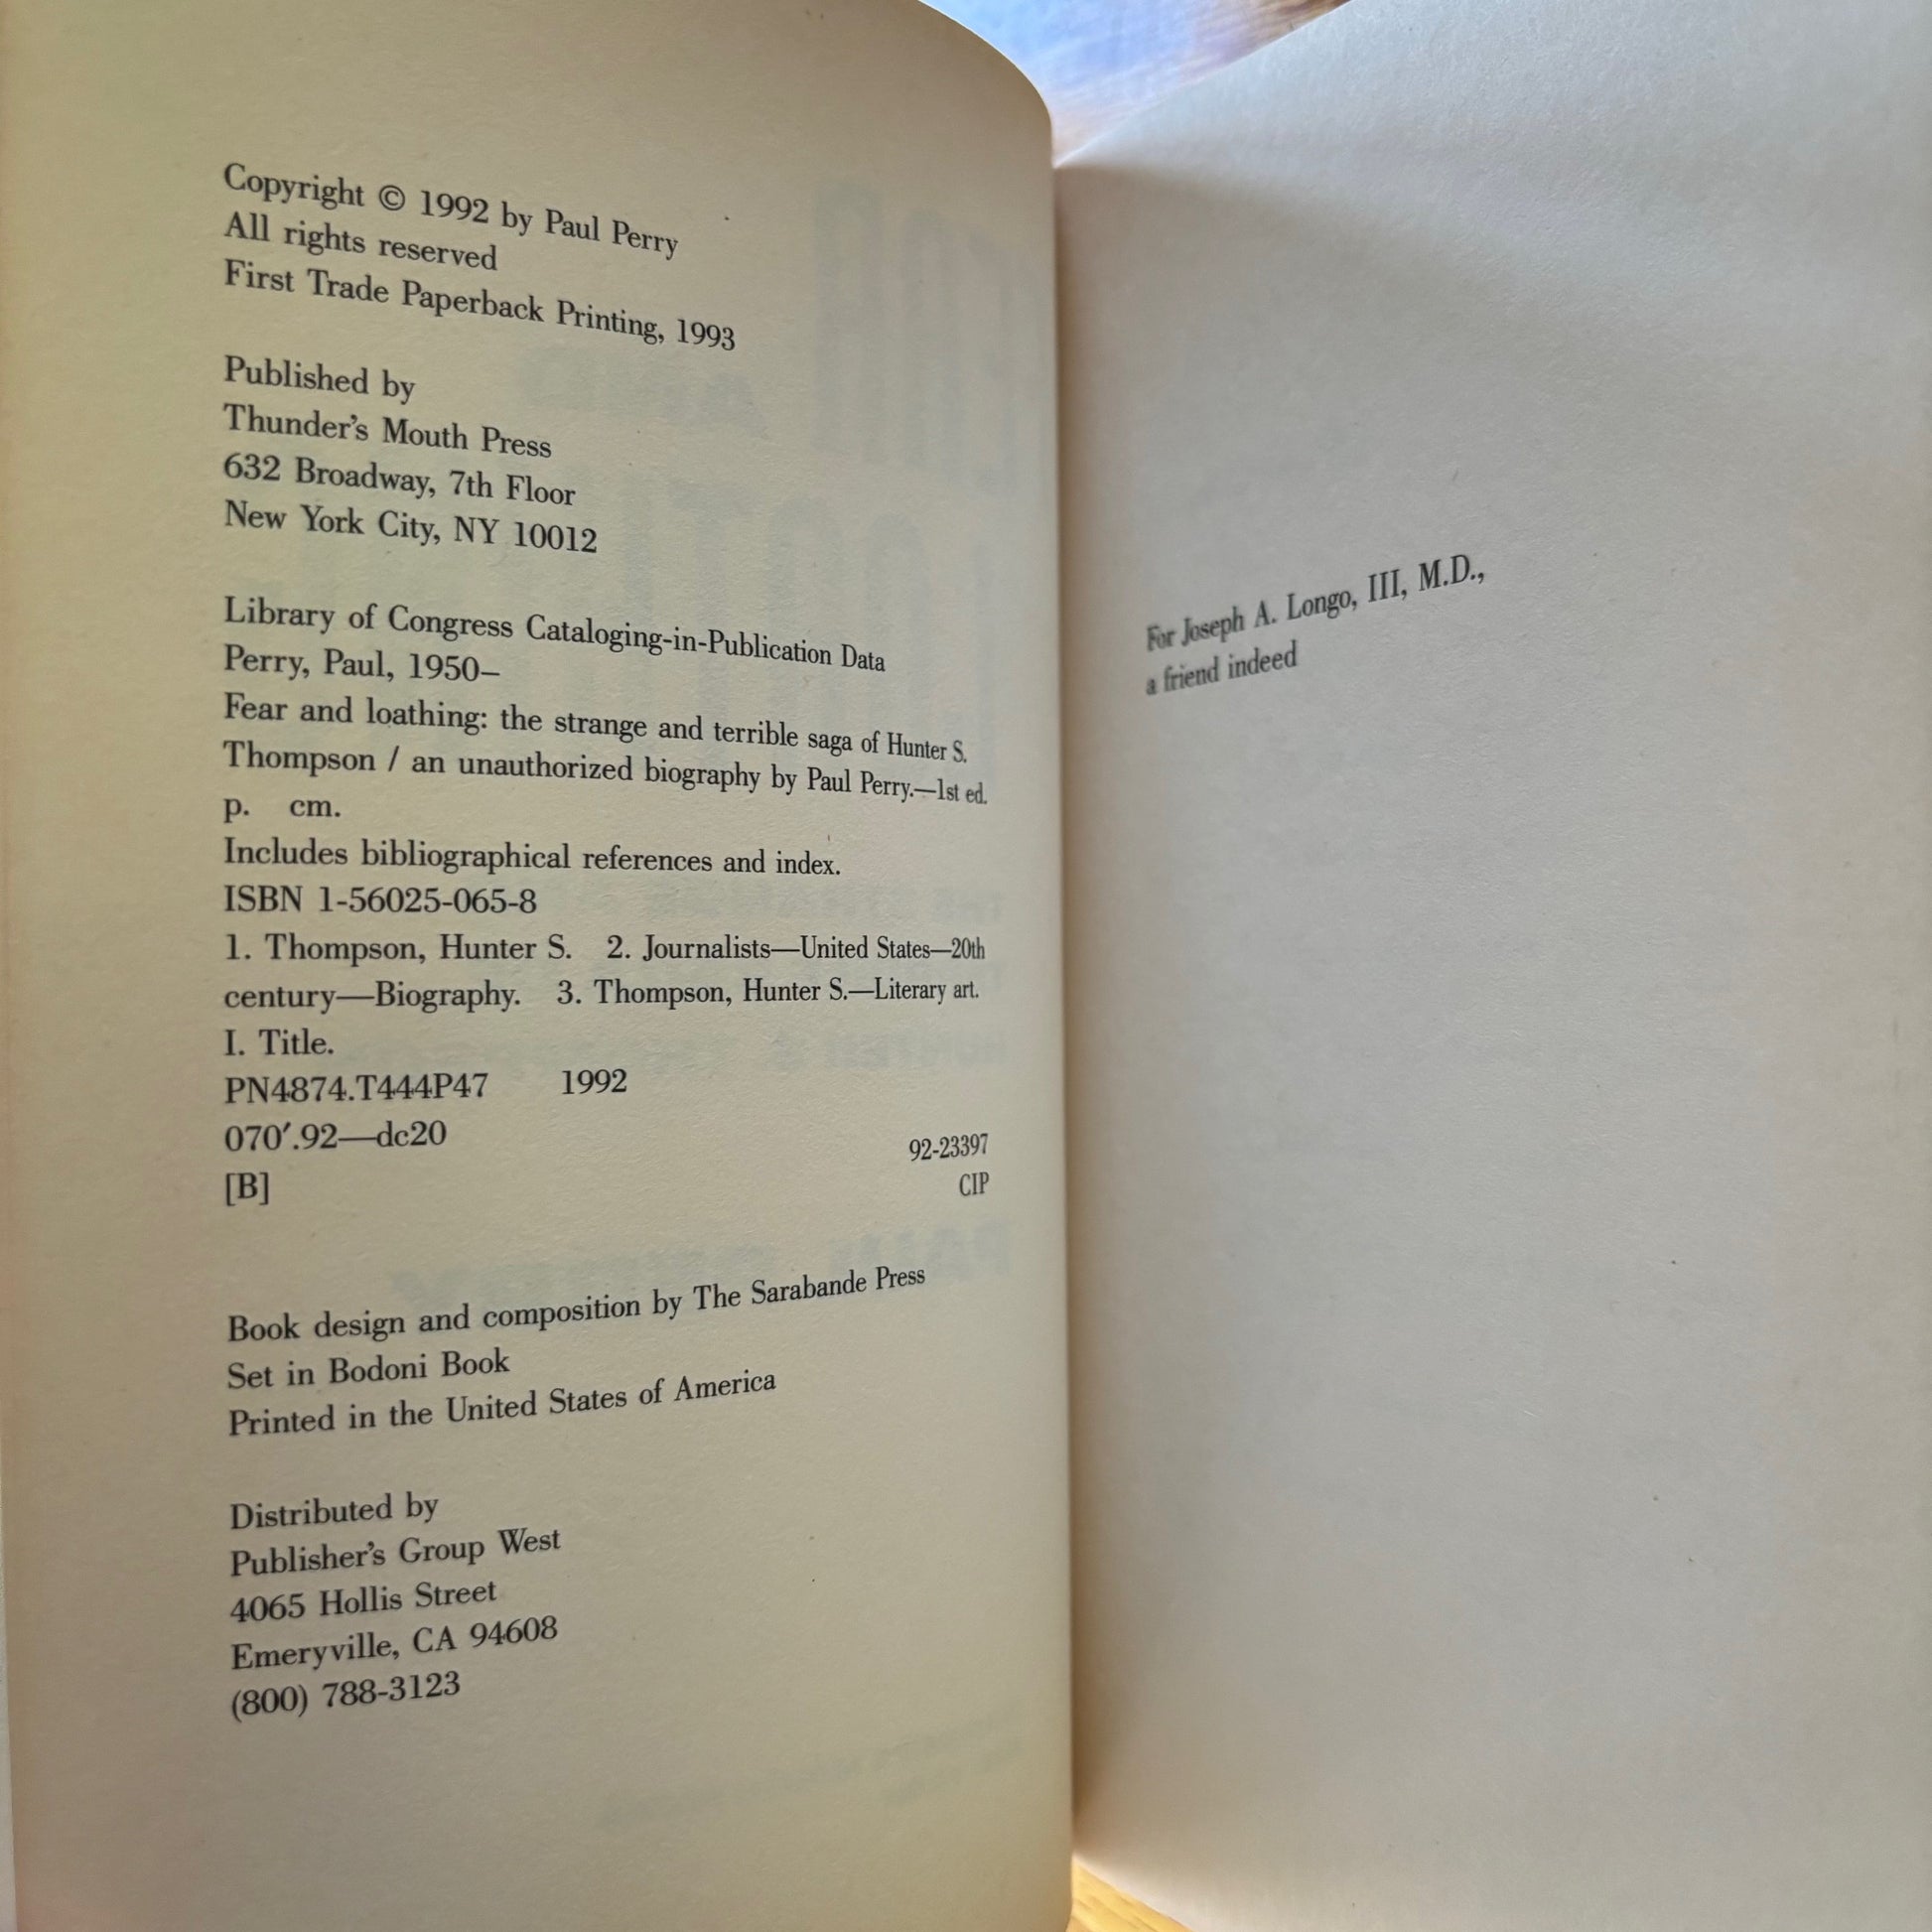 Copyright © 1992 by Paul Perry
All rights reserved
First Trade Paperback Printing, 1993
Published by
Thunder's Mouth Press
632 Broadway, 7th Floor
New York City, NY 10012
Library of Congress Cataloging-in-Publication Data
Perry, Paul, 1950–
Fear and loathing: the strange and terrible saga of Hunter S.
Thompson / an unauthorized biography by Paul Perry.—1st ed.
p. cm.
Includes bibliographical references and index.
ISBN 1-56025-065-8
1. Thompson, Hunter S. 2. Journalists—United States—20th
century—Biography. 3. Thompson, Hunter S.—Literary art.
I. Title.
PN4874.T444P47 1992
070′.92—dc20
92-23397
[B]
CIP
Book design and composition by The Sarabande Press
Set in Bodoni Book
Printed in the United States of America
Distributed by
Publisher's Group West
4065 Hollis Street
Emeryville, CA 94608
(800) 788-3123
For Joseph A. Longo, III, M.D.,
a friend indeed